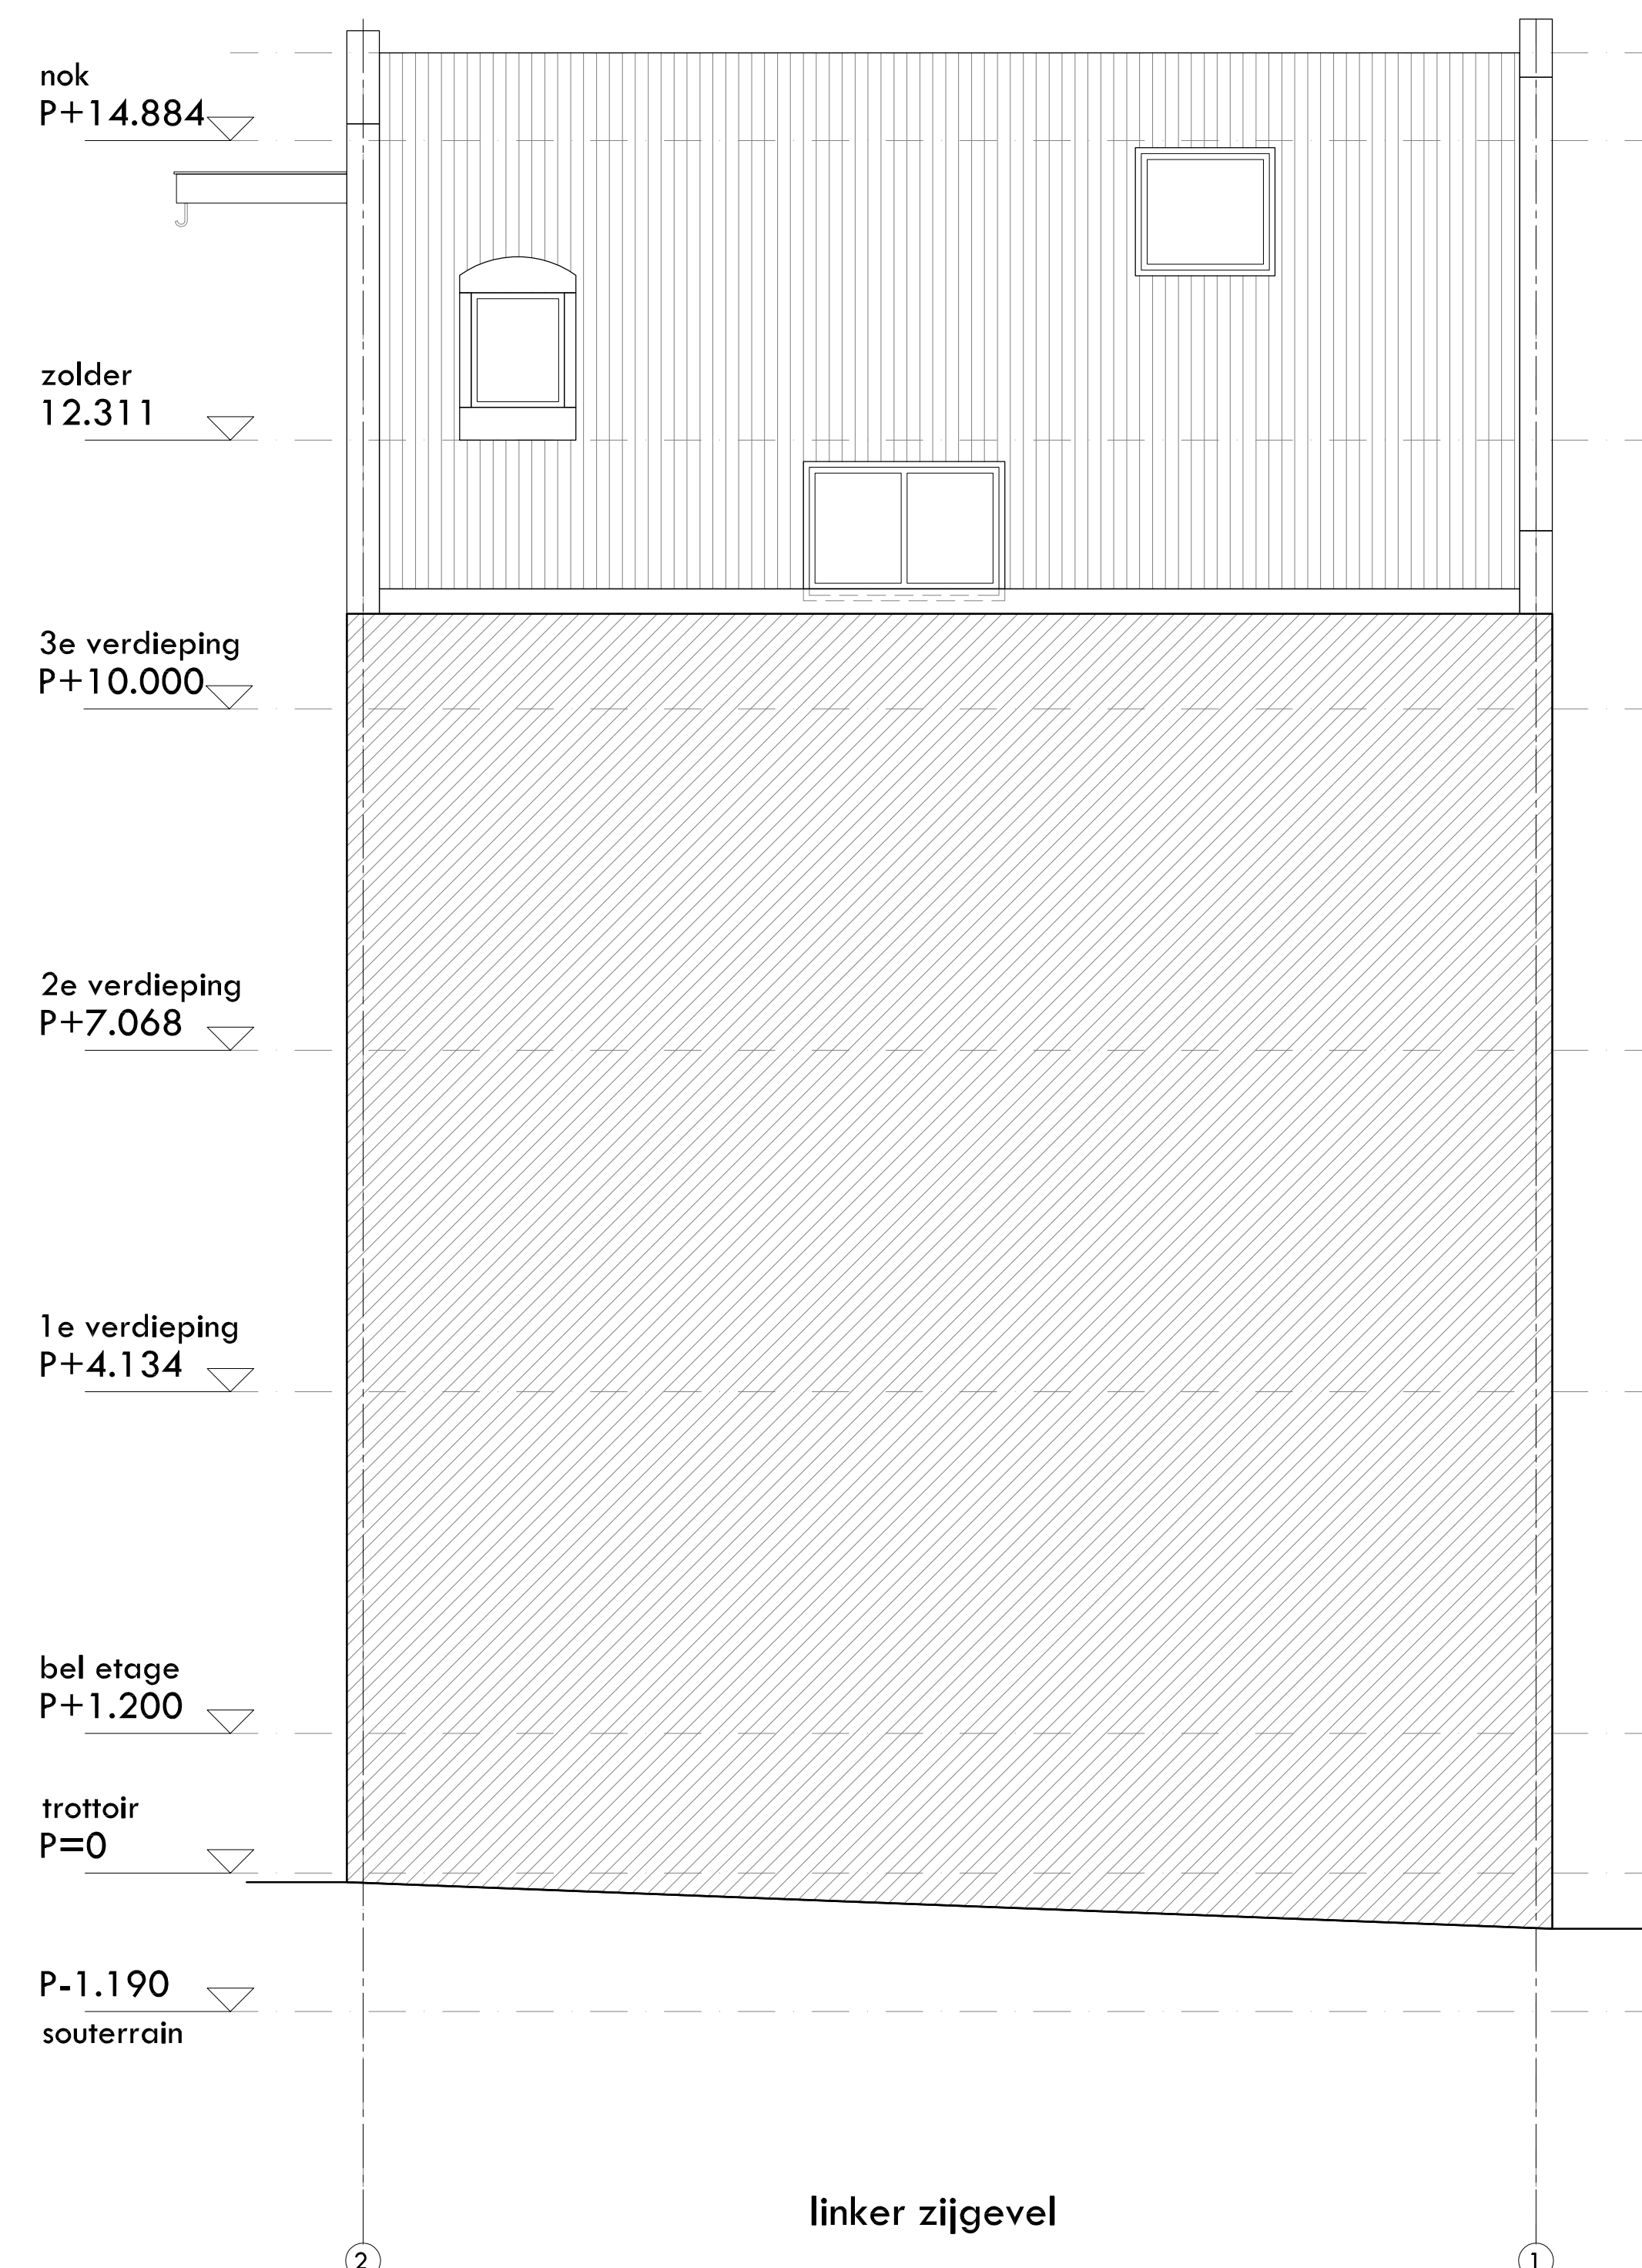 nok
P+14.884
zolder
12.311
3e verdieping
P+10.000
2e verdieping
P+7.068
1e verdieping
P+4.134
bel etage
P+1.200
trottoir
P=0
P-1.190
souterrain
linker zijgevel
2
1